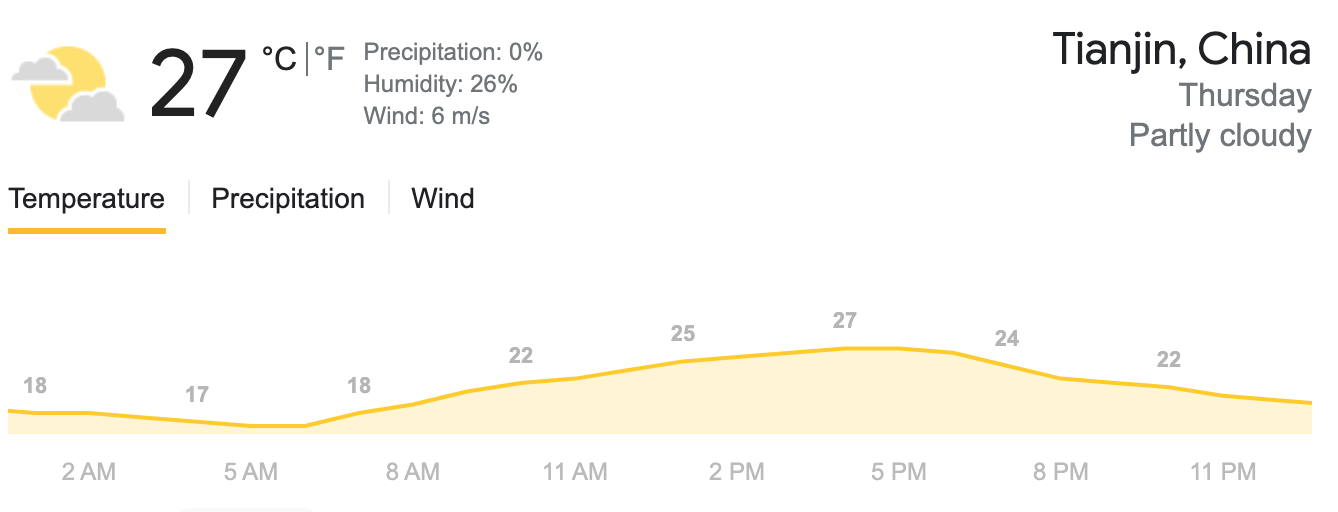 27 °C | °F
Precipitation: 0%
Humidity: 26%
Wind: 6 m/s
Tianjin, China
Thursday
Partly cloudy
Temperature Precipitation Wind
18 17 18 22 25 27 24 22
2 AM 5 AM 8 AM 11 AM 2 PM 5 PM 8 PM 11 PM